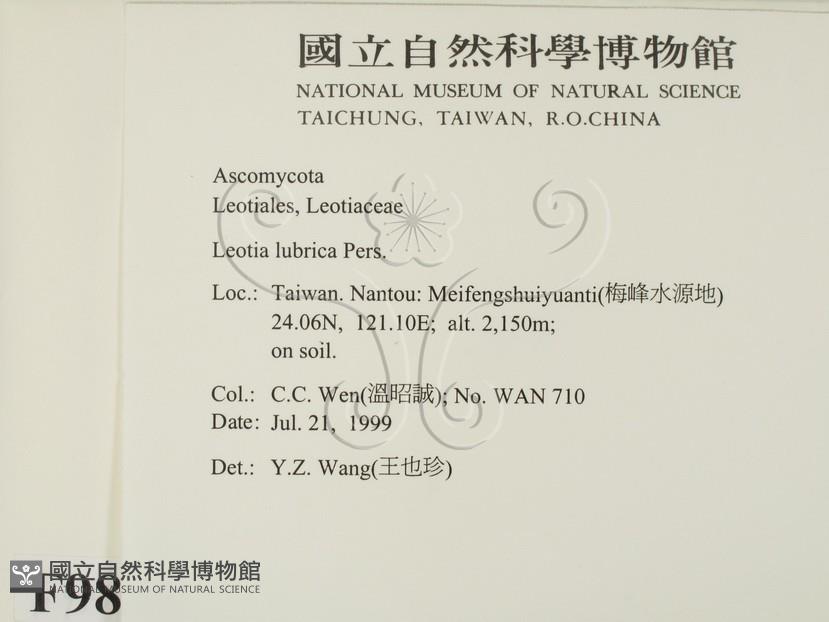 國立自然科學博物館
NATIONAL MUSEUM OF NATURAL SCIENCE
TAICHUNG, TAIWAN, R.O.CHINA
Ascomycota
Leotiales, Leotiaceae
Leotia lubrica Pers.
Loc.: Taiwan. Nantou: Meifengshuiyuanti(梅峰水源地)
24.06N, 121.10E; alt. 2,150m;
on soil.
Col.: C.C. Wen(溫昭誠); No. WAN 710
Date: Jul. 21, 1999
Det.: Y.Z. Wang(王也珍)
國立自然科學博物館
NATIONAL MUSEUM OF NATURAL SCIENCE
F98